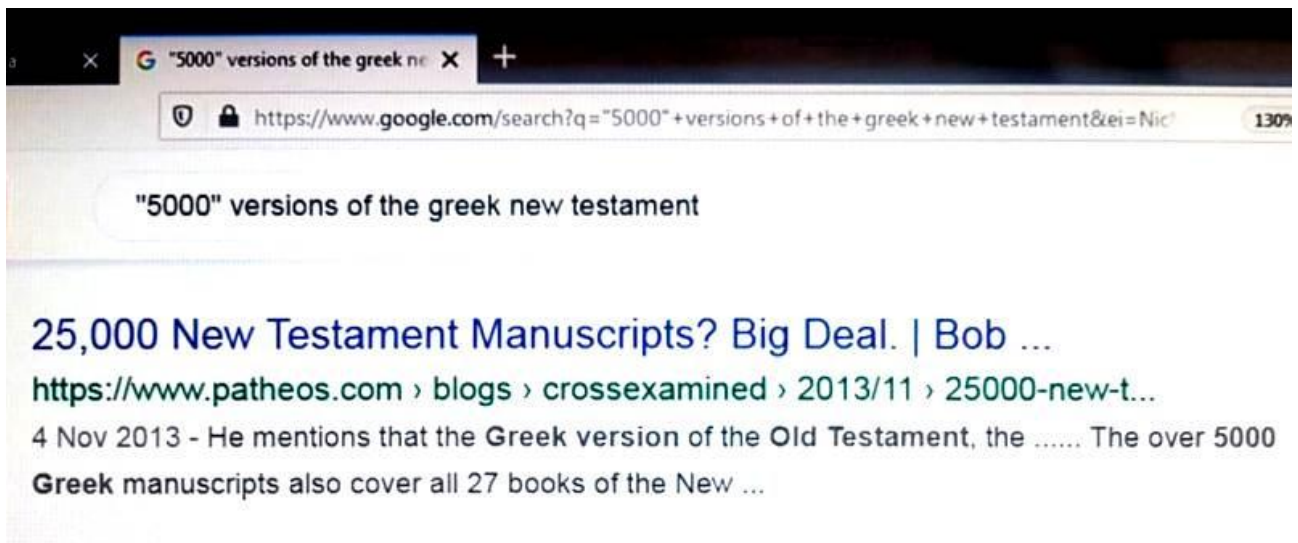 "5000" versions of the greek ne
https://www.google.com/search?q="5000"+versions+of+the+greek+new+testament&ei=Nic
130%
"5000" versions of the greek new testament
25,000 New Testament Manuscripts? Big Deal. | Bob ...
https://www.patheos.com › blogs › crossexamined › 2013/11 › 25000-new-t...
4 Nov 2013 - He mentions that the Greek version of the Old Testament, the ...... The over 5000
Greek manuscripts also cover all 27 books of the New ...